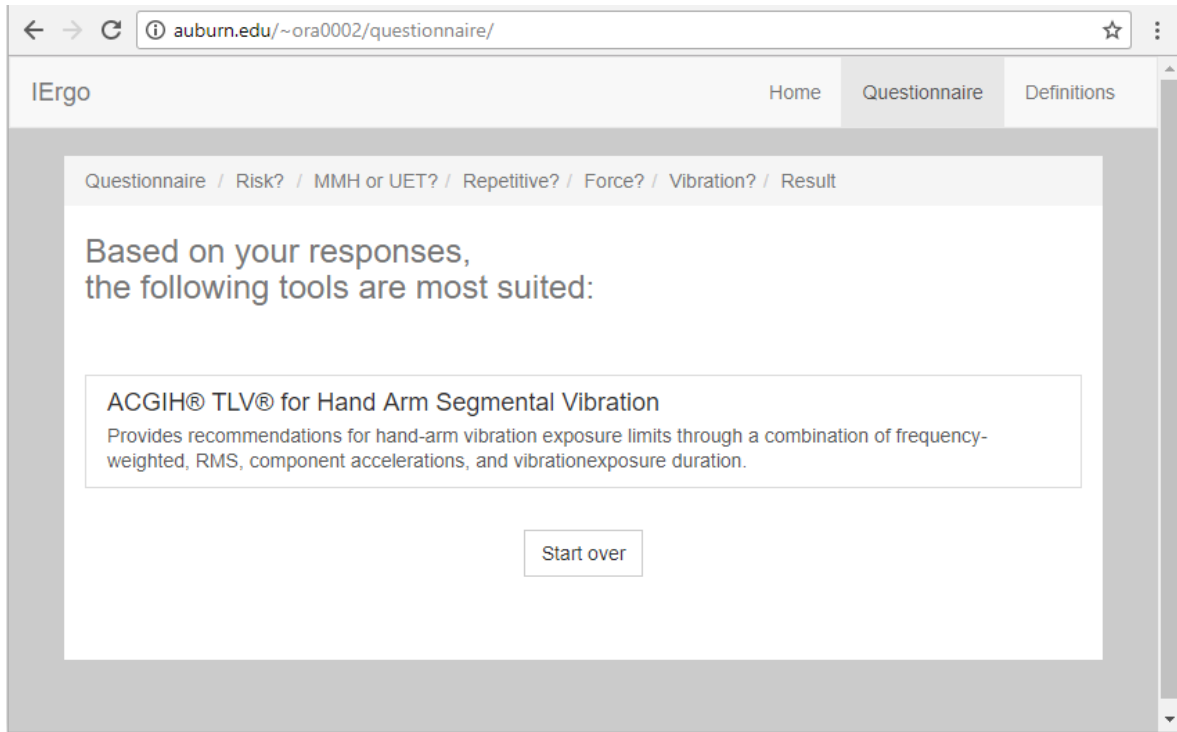 auburn.edu/~ora0002/questionnaire/
IErgo Home Questionnaire Definitions
Questionnaire / Risk? / MMH or UET? / Repetitive? / Force? / Vibration? / Result
Based on your responses,
the following tools are most suited:
ACGIH® TLV® for Hand Arm Segmental Vibration
Provides recommendations for hand-arm vibration exposure limits through a combination of frequency-
weighted, RMS, component accelerations, and vibrationexposure duration.
Start over